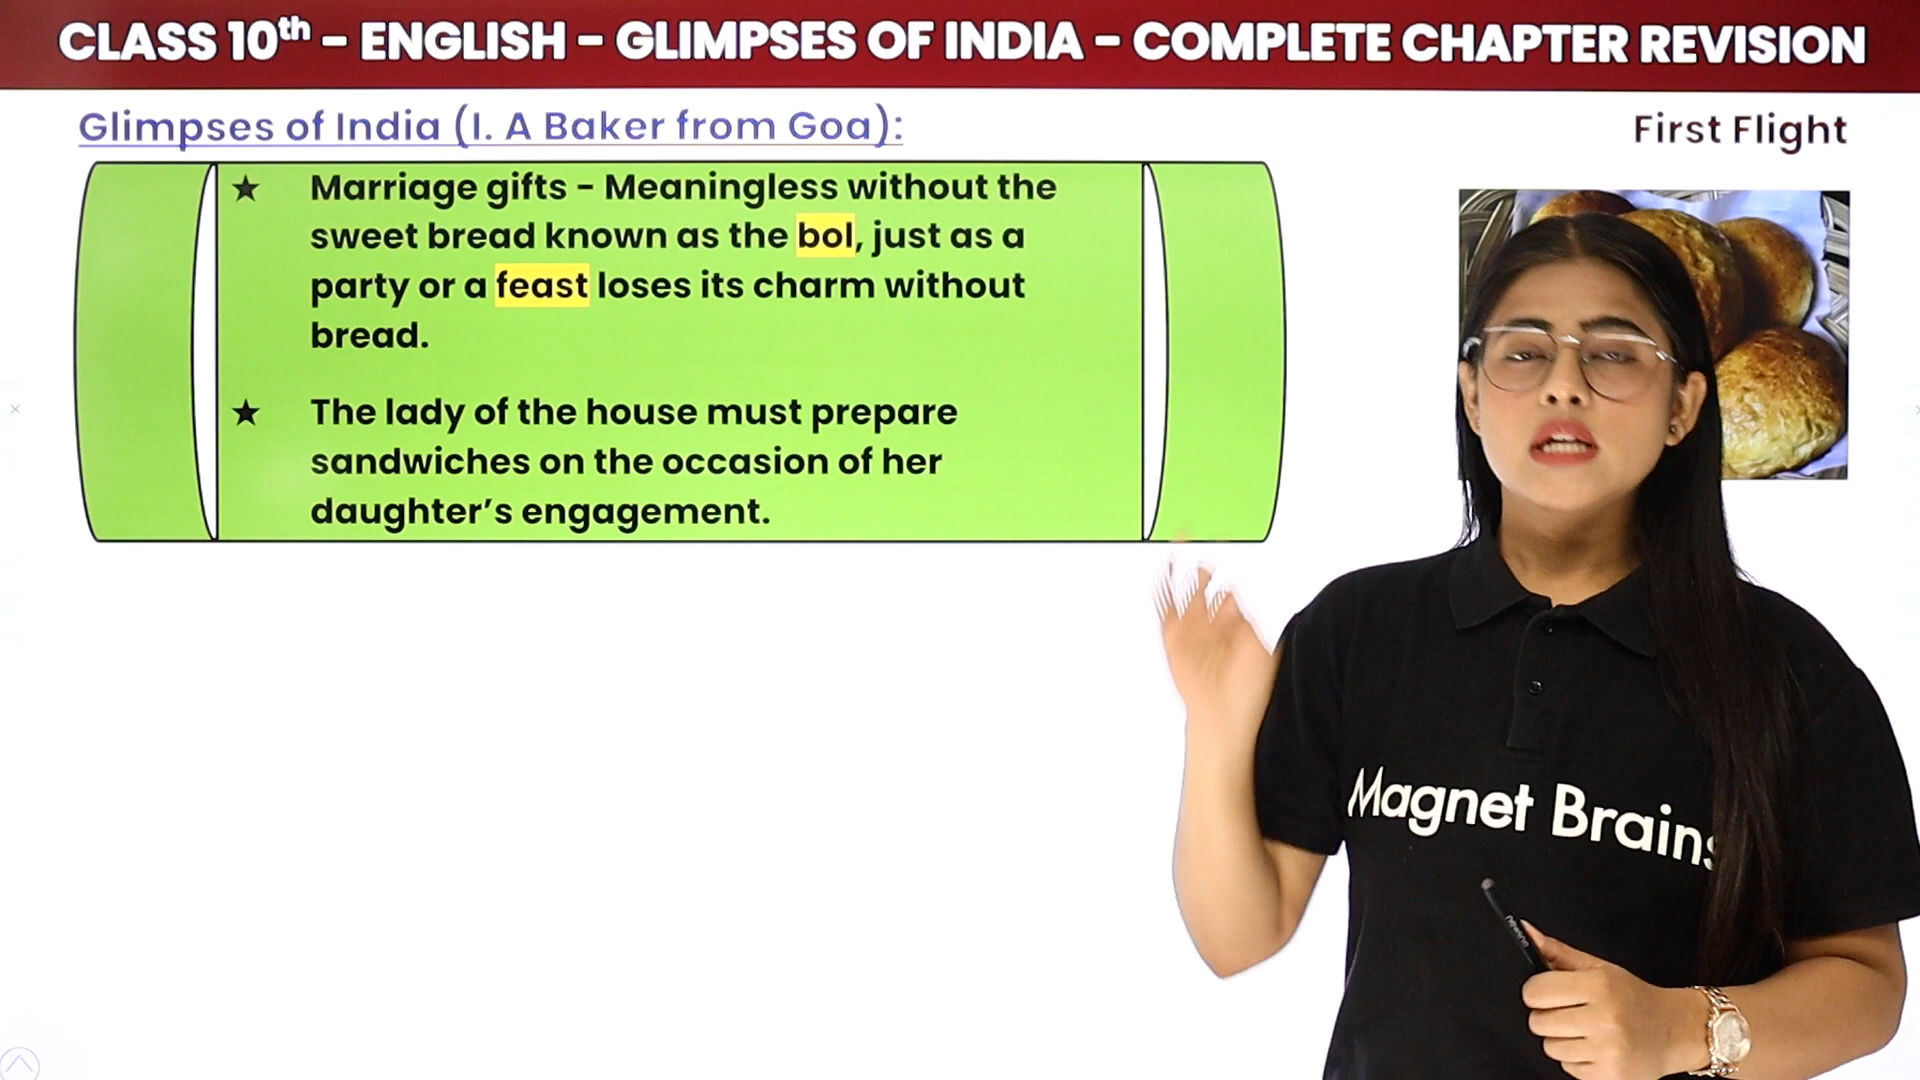 CLASS 10th - ENGLISH - GLIMPSES OF INDIA - COMPLETE CHAPTER REVISION
Glimpses of India (I. A Baker from Goa):
First Flight
★ Marriage gifts - Meaningless without the
sweet bread known as the bol, just as a
party or a feast loses its charm without
bread.
★ The lady of the house must prepare
sandwiches on the occasion of her
daughter’s engagement.
Magnet Brains